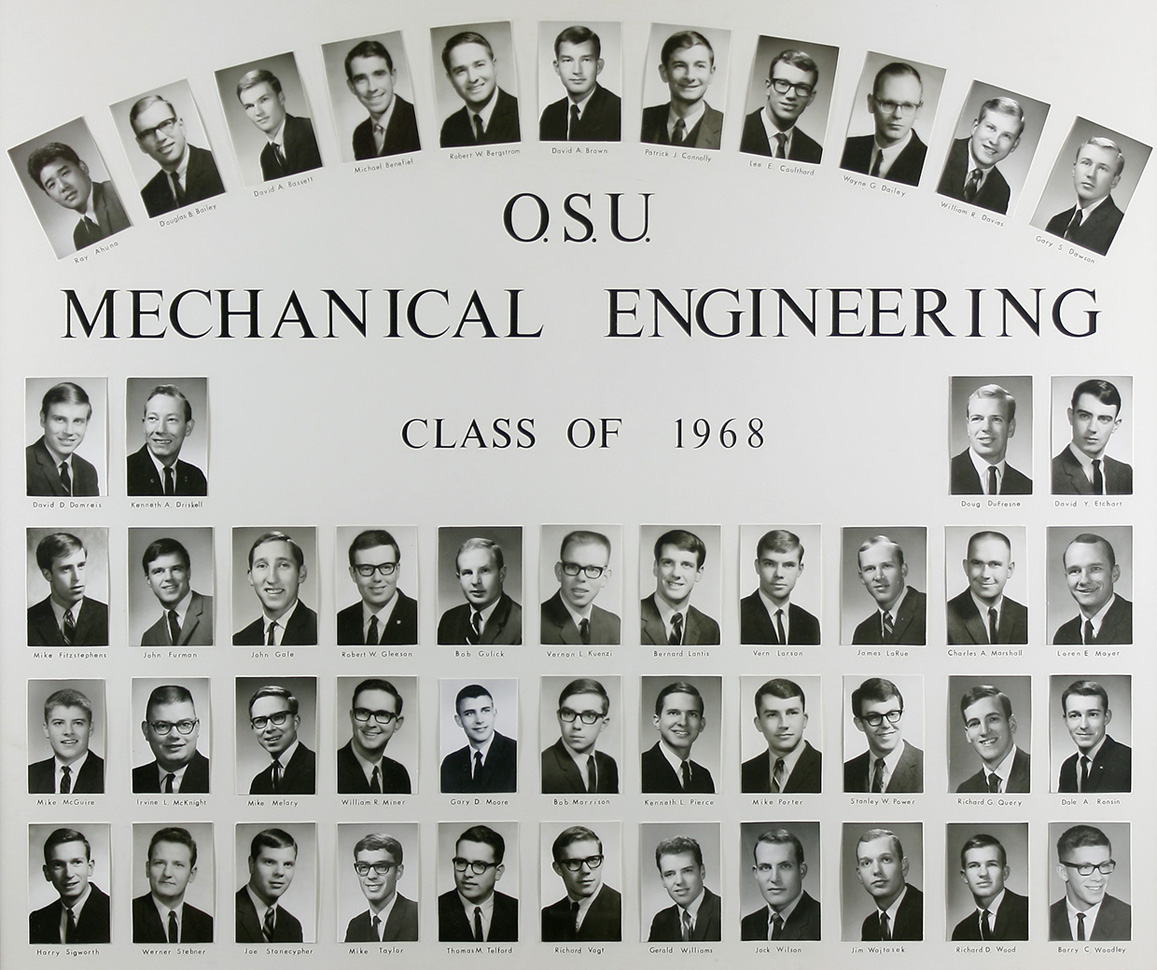 Ray Ahuna
Douglas B. Bailey
David A. Bassett
Michael Benefiel
Robert W. Bergstrom
David A. Brown
Patrick J. Connolly
Lee E. Coulthard
Wayne G. Dailey
William R. Davies
Gary S. Dawson
O.S.U.
MECHANICAL ENGINEERING
CLASS OF 1968
David D. Damreis
Kenneth A. Driskell
Doug Dufresne
David Y. Etchart
Mike Fitzstephens
John Furman
John Gale
Robert W. Gleeson
Bob Gulick
Vernon L. Kuenzi
Bernard Lantis
Vern Larson
James LaRue
Charles A. Marshall
Loren E. Mayer
Mike McGuire
Irvine L. McKnight
Mike Melary
William R. Miner
Gary D. Moore
Bob Morrison
Kenneth L. Pierce
Mike Porter
Stanley W. Power
Richard G. Query
Dale A. Ransin
Harry Sigworth
Werner Stebner
Joe Stonecypher
Mike Taylor
Thomas M. Telford
Richard Vogt
Gerald Williams
Jack Wilson
Jim Wojtasek
Richard D. Wood
Barry C. Woodley